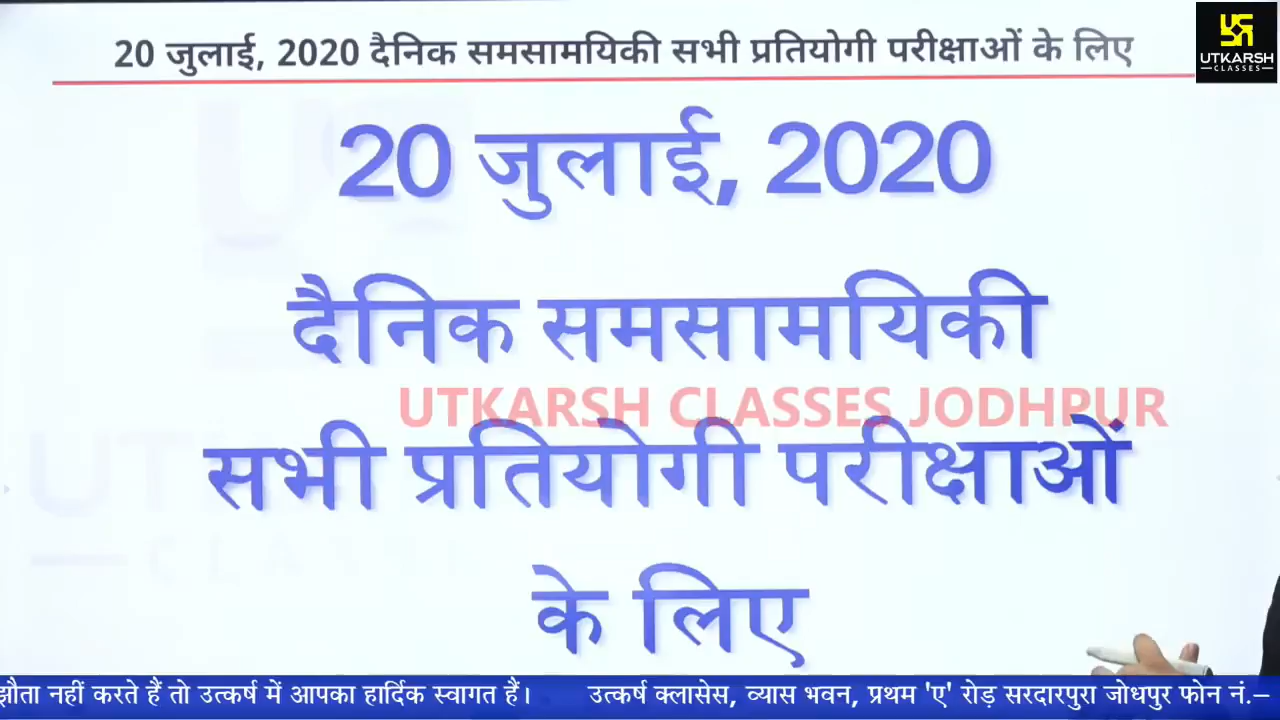 20 जुलाई, 2020 दैनिक समसामयिकी सभी प्रतियोगी परीक्षाओं के लिए
UTKARSH
CLASSES
20 जुलाई, 2020
दैनिक समसामयिकी
UTKARSH CLASSES JODHPUR
सभी प्रतियोगी परीक्षाओं
के लिए
नहीं करते हैं तो उत्कर्ष में आपका हार्दिक स्वागत हैं। उत्कर्ष क्लासेस, व्यास भवन, प्रथम 'ए' रोड़ सरदारपुरा जोधपुर फोन नं.–